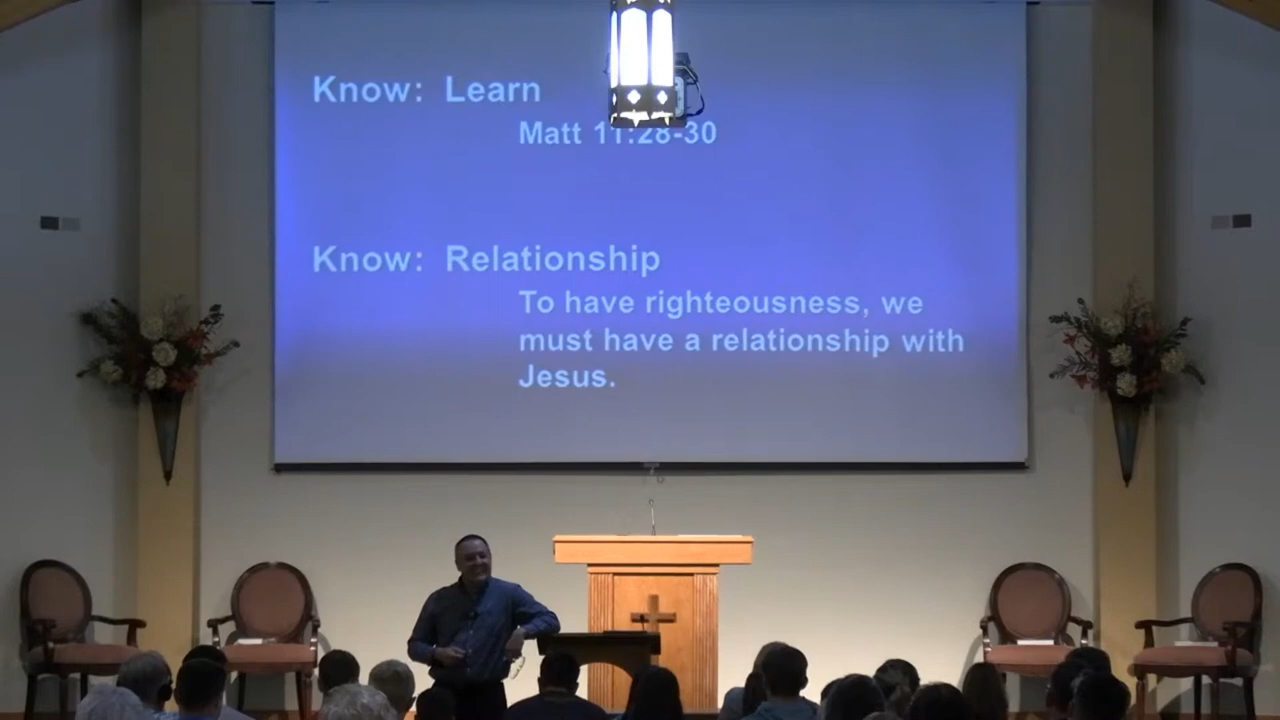 Know: Learn
Matt 11:28-30
Know: Relationship
To have righteousness, we
must have a relationship with
Jesus.